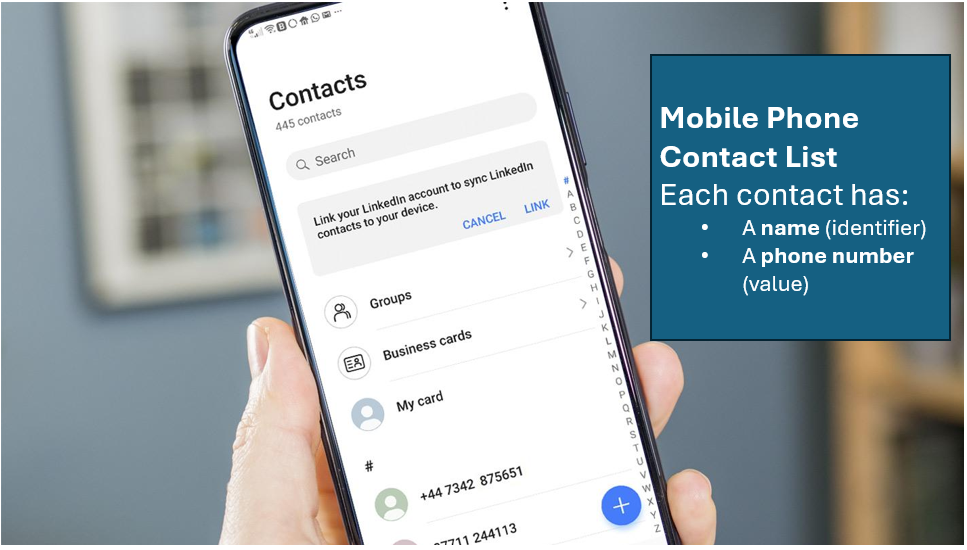 Contacts
445 contacts
Search
Link your LinkedIn account to sync LinkedIn
contacts to your device.
CANCEL LINK
Groups
Business cards
My card
#
+44 7342 875651
07711 244113
#
A
B
C
D
E
F
G
H
I
J
K
L
M
N
O
P
Q
R
S
T
U
V
W
X
Y
Z
Mobile Phone
Contact List
Each contact has:
• A name (identifier)
• A phone number
(value)